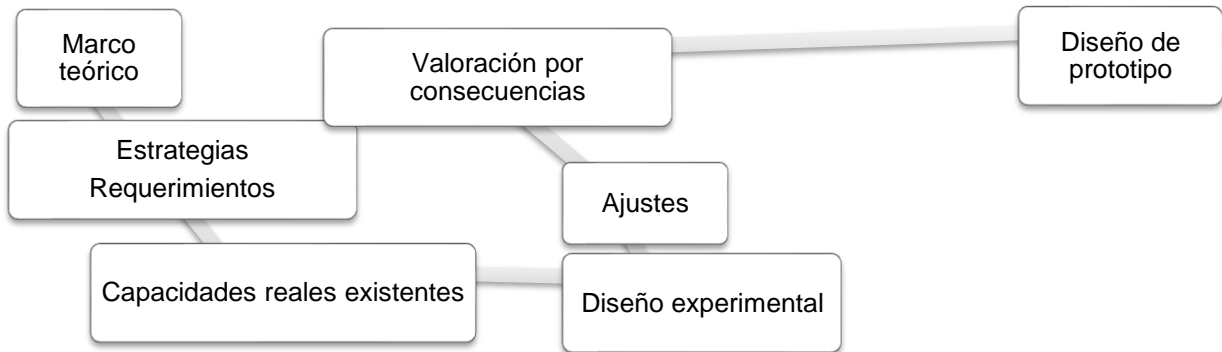 Marco
teórico
Estrategias
Requerimientos
Capacidades reales existentes
Diseño experimental
Ajustes
Valoración por
consecuencias
Diseño de
prototipo